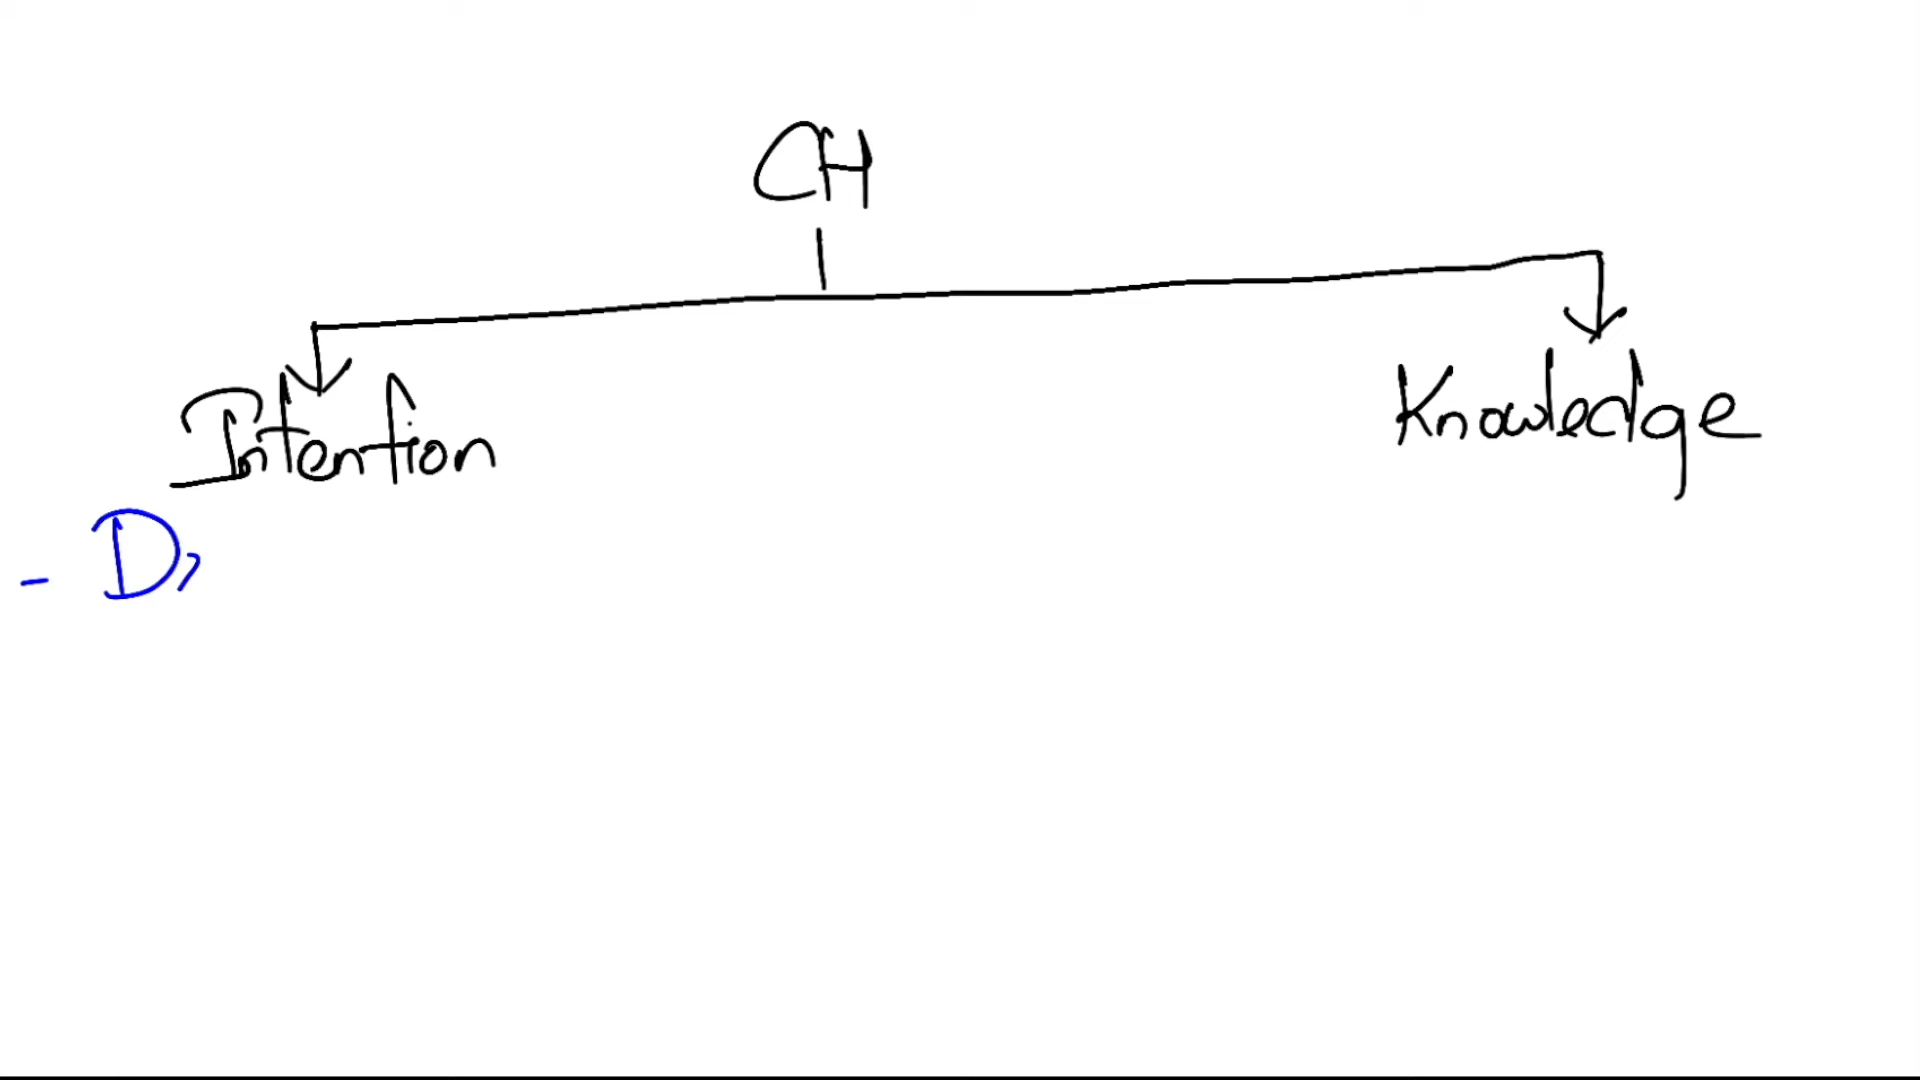 CH
Intention
Knowledge
- D,